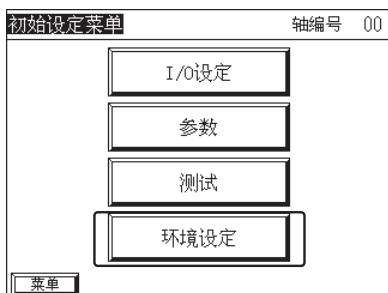 初始设定菜单 轴编号 00
I/O设定
参数
测试
环境设定
菜单